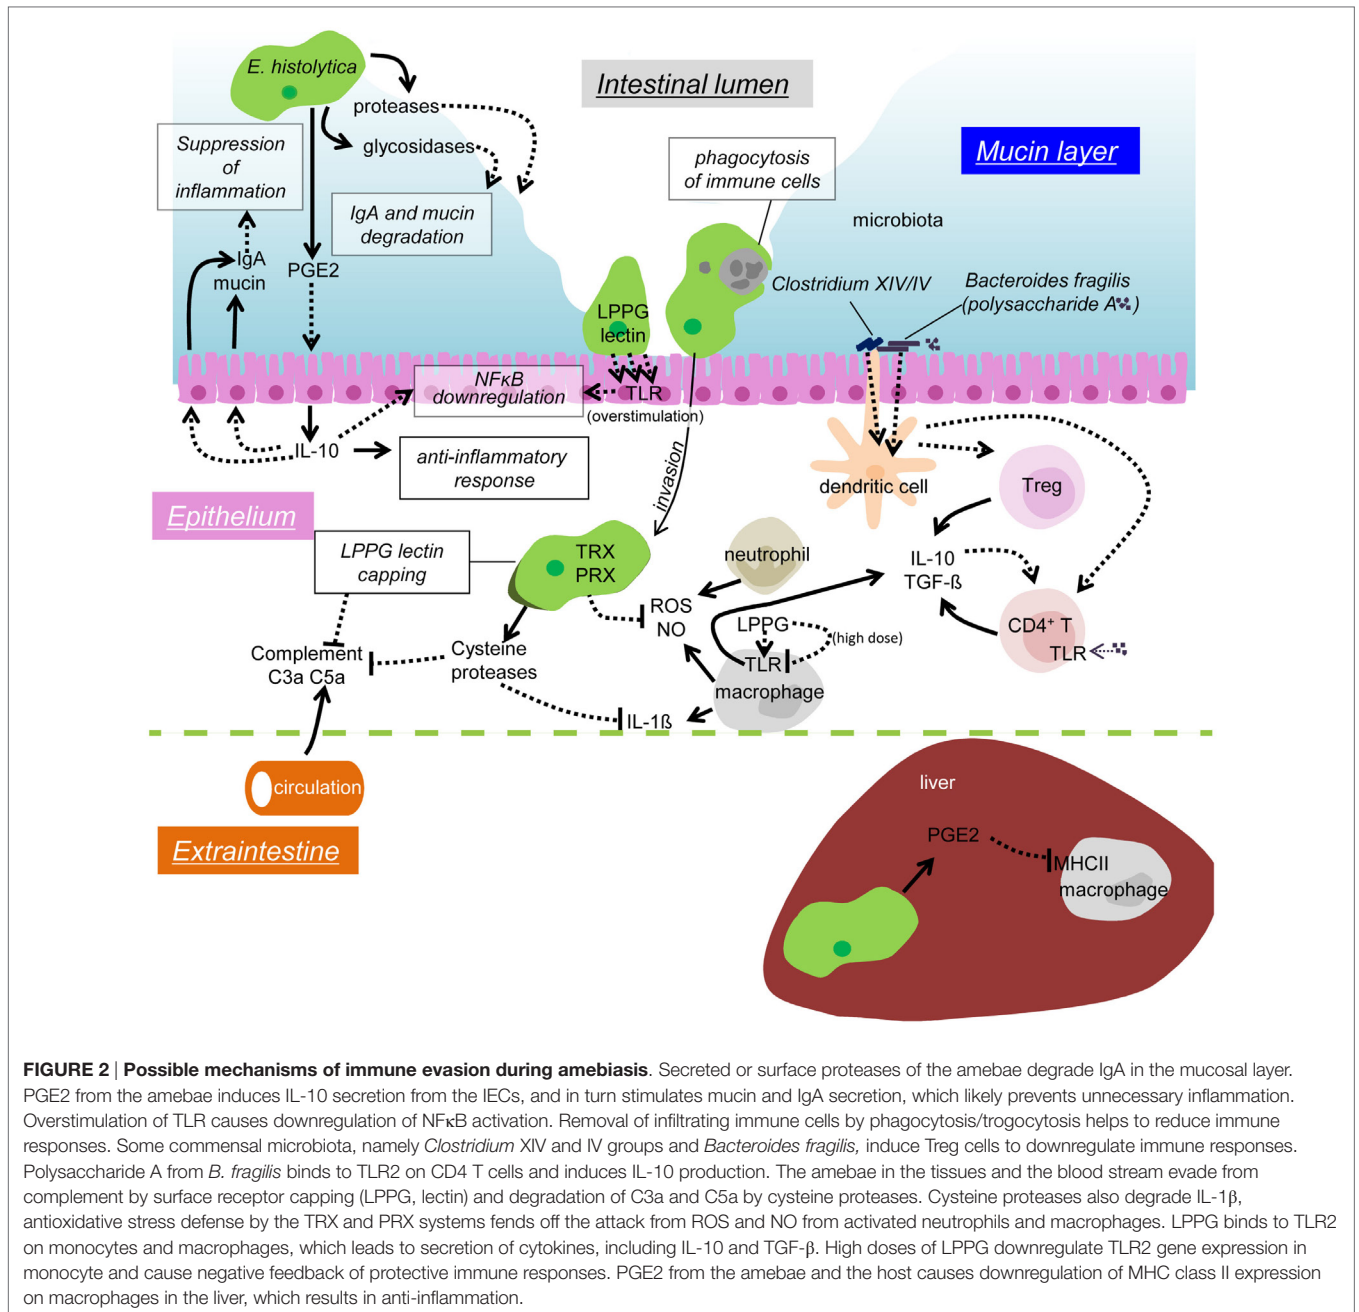 E. histolytica
Intestinal lumen
proteases
glycosidases
Suppression
of
inflammation
phagocytosis
of immune cells
Mucin layer
IgA and mucin
degradation
microbiota
IgA
mucin
PGE2
Clostridium XIV/IV
Bacteroides fragilis
(polysaccharide A )
LPPG
lectin
NFκB
downregulation
TLR
(overstimulation)
IL-10
anti-inflammatory
response
invasion
dendritic cell
Treg
Epithelium
LPPG lectin
capping
TRX
PRX
neutrophil
IL-10
TGF-ß
ROS
NO
LPPG
(high dose)
CD4+ T
TLR
Complement
C3a C5a
Cysteine
proteases
TLR
macrophage
IL-1ß
circulation
liver
Extraintestine
PGE2
MHCII
macrophage
FIGURE 2 | Possible mechanisms of immune evasion during amebiasis. Secreted or surface proteases of the amebae degrade IgA in the mucosal layer.
PGE2 from the amebae induces IL-10 secretion from the IECs, and in turn stimulates mucin and IgA secretion, which likely prevents unnecessary inflammation.
Overstimulation of TLR causes downregulation of NFκB activation. Removal of infiltrating immune cells by phagocytosis/trogocytosis helps to reduce immune
responses. Some commensal microbiota, namely Clostridium XIV and IV groups and Bacteroides fragilis, induce Treg cells to downregulate immune responses.
Polysaccharide A from B. fragilis binds to TLR2 on CD4 T cells and induces IL-10 production. The amebae in the tissues and the blood stream evade from
complement by surface receptor capping (LPPG, lectin) and degradation of C3a and C5a by cysteine proteases. Cysteine proteases also degrade IL-1β,
antioxidative stress defense by the TRX and PRX systems fends off the attack from ROS and NO from activated neutrophils and macrophages. LPPG binds to TLR2
on monocytes and macrophages, which leads to secretion of cytokines, including IL-10 and TGF-β. High doses of LPPG downregulate TLR2 gene expression in
monocyte and cause negative feedback of protective immune responses. PGE2 from the amebae and the host causes downregulation of MHC class II expression
on macrophages in the liver, which results in anti-inflammation.